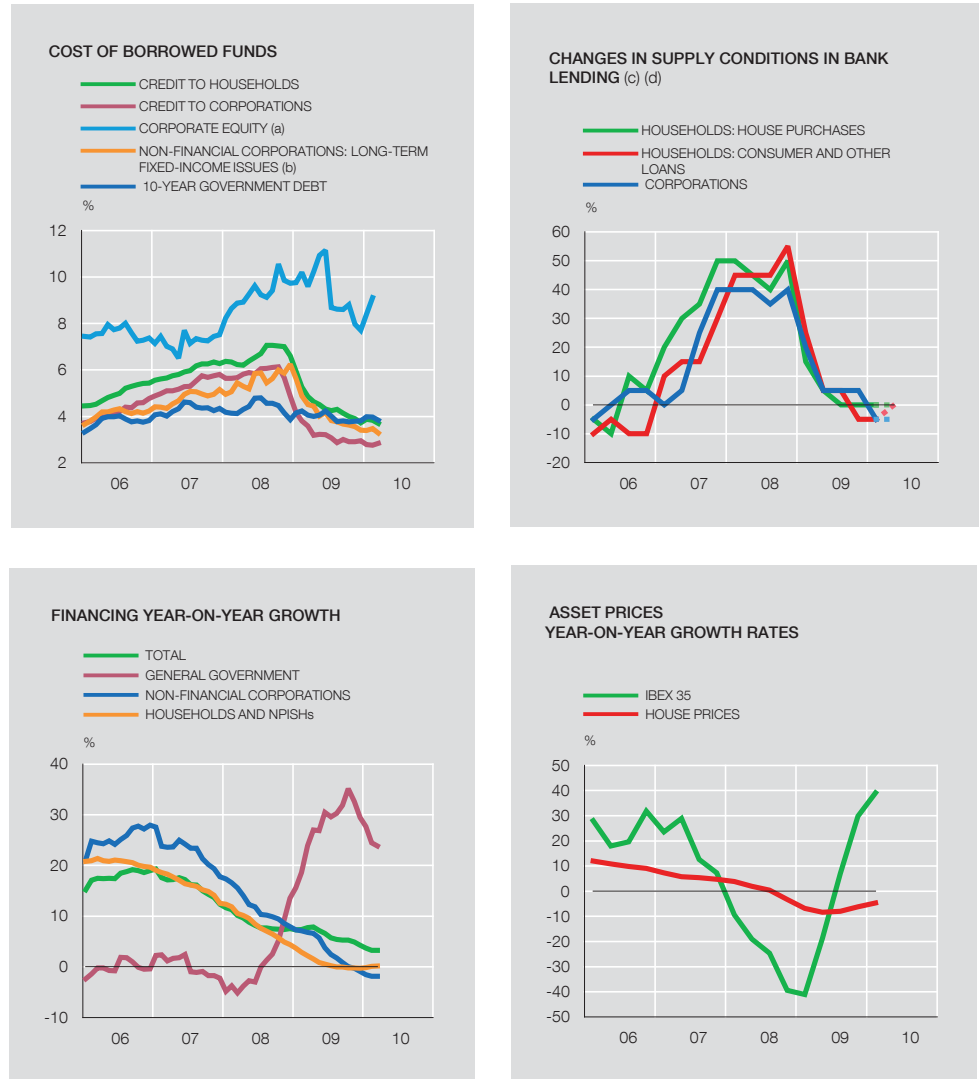 COST OF BORROWED FUNDS
CREDIT TO HOUSEHOLDS
CREDIT TO CORPORATIONS
CORPORATE EQUITY (a)
NON-FINANCIAL CORPORATIONS: LONG-TERM
FIXED-INCOME ISSUES (b)
10-YEAR GOVERNMENT DEBT
%
12
10
8
6
4
2
06 07 08 09 10
CHANGES IN SUPPLY CONDITIONS IN BANK
LENDING (c) (d)
HOUSEHOLDS: HOUSE PURCHASES
HOUSEHOLDS: CONSUMER AND OTHER
LOANS
CORPORATIONS
%
60
50
40
30
20
10
0
-10
-20
06 07 08 09 10
FINANCING YEAR-ON-YEAR GROWTH
TOTAL
GENERAL GOVERNMENT
NON-FINANCIAL CORPORATIONS
HOUSEHOLDS AND NPISHs
%
40
30
20
10
0
-10
06 07 08 09 10
ASSET PRICES
YEAR-ON-YEAR GROWTH RATES
IBEX 35
HOUSE PRICES
%
50
40
30
20
10
0
-10
-20
-30
-40
-50
06 07 08 09 10